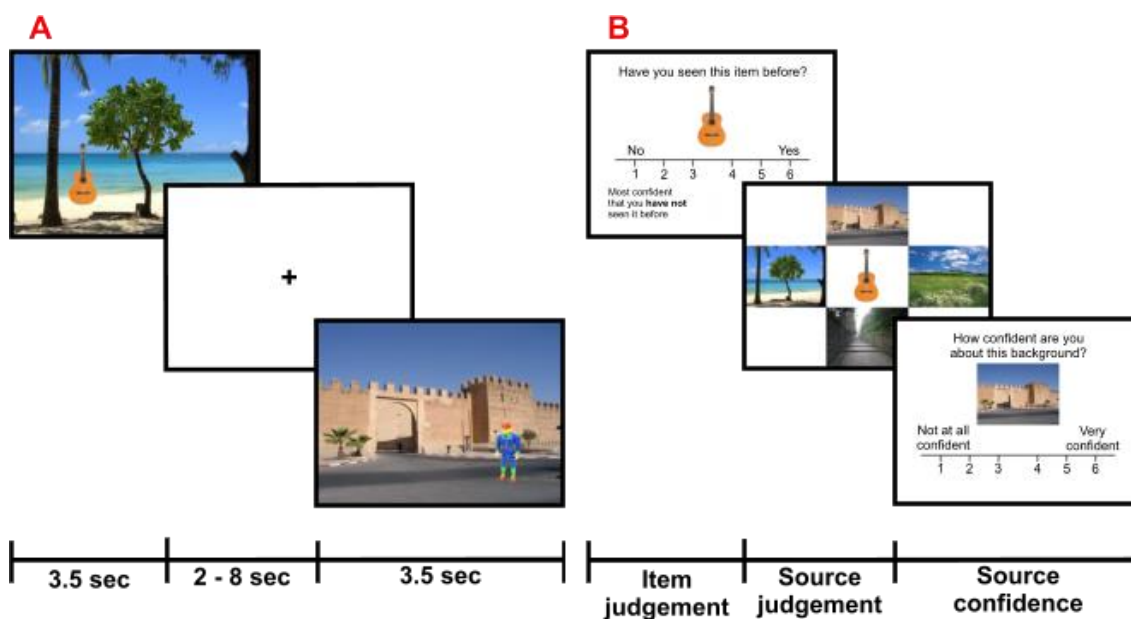 A
+
3.5 sec
2 - 8 sec
3.5 sec
B
Have you seen this item before?
No
Yes
1 2 3 4 5 6
Most confident
that you have not
seen it before
How confident are you
about this background?
Not at all
confident
Very
confident
1 2 3 4 5 6
Item
judgement
Source
judgement
Source
confidence